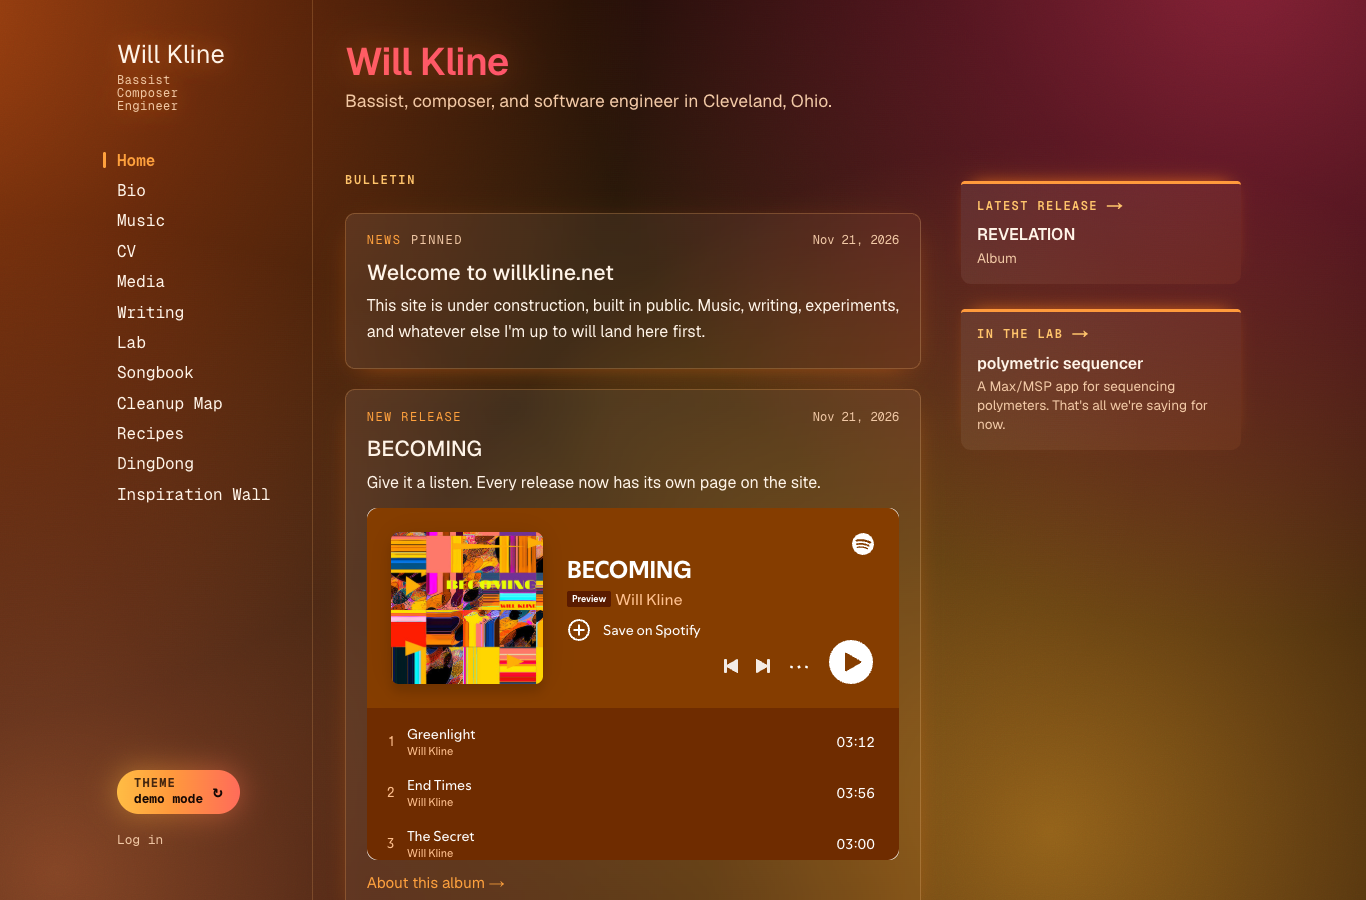 Will Kline
Bassist
Composer
Engineer
Home
Bio
Music
CV
Media
Writing
Lab
Songbook
Cleanup Map
Recipes
DingDong
Inspiration Wall
THEME
demo mode ↻
Log in
Will Kline
Bassist, composer, and software engineer in Cleveland, Ohio.
BULLETIN
NEWS PINNED Nov 21, 2026
Welcome to willkline.net
This site is under construction, built in public. Music, writing, experiments,
and whatever else I'm up to will land here first.
NEW RELEASE Nov 21, 2026
BECOMING
Give it a listen. Every release now has its own page on the site.
BECOMING
WILL KLINE
BECOMING
Preview Will Kline
Save on Spotify
1 Greenlight 03:12
Will Kline
2 End Times 03:56
Will Kline
3 The Secret 03:00
Will Kline
About this album →
LATEST RELEASE →
REVELATION
Album
IN THE LAB →
polymetric sequencer
A Max/MSP app for sequencing
polymeters. That's all we're saying for
now.